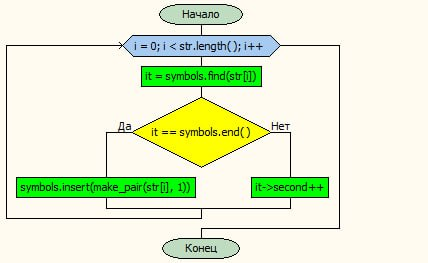 Начало
i = 0; i < str.length( ); i++
it = symbols.find(str[i])
Да
it == symbols.end( )
Нет
symbols.insert(make_pair(str[i], 1))
it->second++
Конец